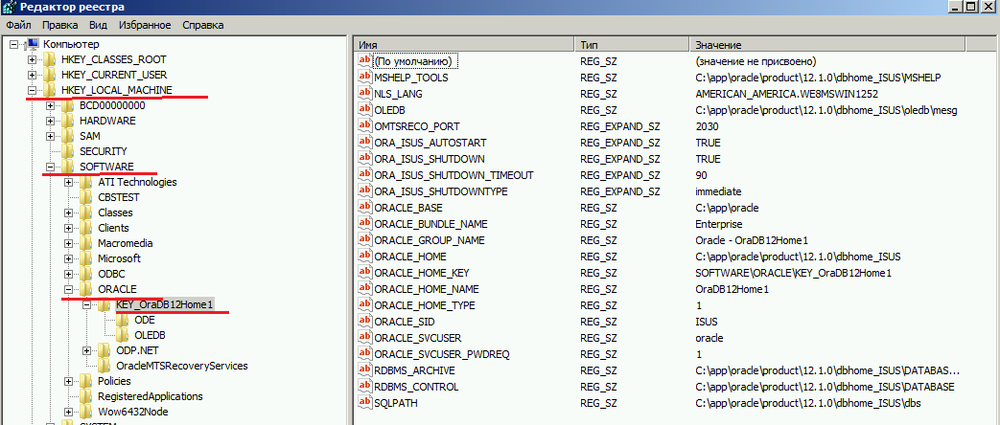 Редактор реестра
Файл Правка Вид Избранное Справка
Компьютер
HKEY_CLASSES_ROOT
HKEY_CURRENT_USER
HKEY_LOCAL_MACHINE
BCD00000000
HARDWARE
SAM
SECURITY
SOFTWARE
ATI Technologies
CBSTEST
Classes
Clients
Macromedia
Microsoft
ODBC
ORACLE
KEY_OraDB12Home1
ODE
OLEDB
ODP.NET
OracleMTSRecoveryServices
Policies
RegisteredApplications
Wow6432Node
SYSTEM
Имя Тип Значение
(По умолчанию) REG_SZ (значение не присвоено)
MSHELP_TOOLS REG_SZ C:\app\oracle\product\12.1.0\dbhome_ISUS\MSHELP
NLS_LANG REG_SZ AMERICAN_AMERICA.WE8MSWIN1252
OLEDB REG_SZ C:\app\oracle\product\12.1.0\dbhome_ISUS\oledb\mesg
OMTSRECO_PORT REG_EXPAND_SZ 2030
ORA_ISUS_AUTOSTART REG_EXPAND_SZ TRUE
ORA_ISUS_SHUTDOWN REG_EXPAND_SZ TRUE
ORA_ISUS_SHUTDOWN_TIMEOUT REG_EXPAND_SZ 90
ORA_ISUS_SHUTDOWNTYPE REG_EXPAND_SZ immediate
ORACLE_BASE REG_SZ C:\app\oracle
ORACLE_BUNDLE_NAME REG_SZ Enterprise
ORACLE_GROUP_NAME REG_SZ Oracle - OraDB12Home1
ORACLE_HOME REG_SZ C:\app\oracle\product\12.1.0\dbhome_ISUS
ORACLE_HOME_KEY REG_SZ SOFTWARE\ORACLE\KEY_OraDB12Home1
ORACLE_HOME_NAME REG_SZ OraDB12Home1
ORACLE_HOME_TYPE REG_SZ 1
ORACLE_SID REG_SZ ISUS
ORACLE_SVCUSER REG_SZ oracle
ORACLE_SVCUSER_PWDREQ REG_SZ 1
RDBMS_ARCHIVE REG_SZ C:\app\oracle\product\12.1.0\dbhome_ISUS\DATABAS...
RDBMS_CONTROL REG_SZ C:\app\oracle\product\12.1.0\dbhome_ISUS\DATABASE
SQLPATH REG_SZ C:\app\oracle\product\12.1.0\dbhome_ISUS\dbs